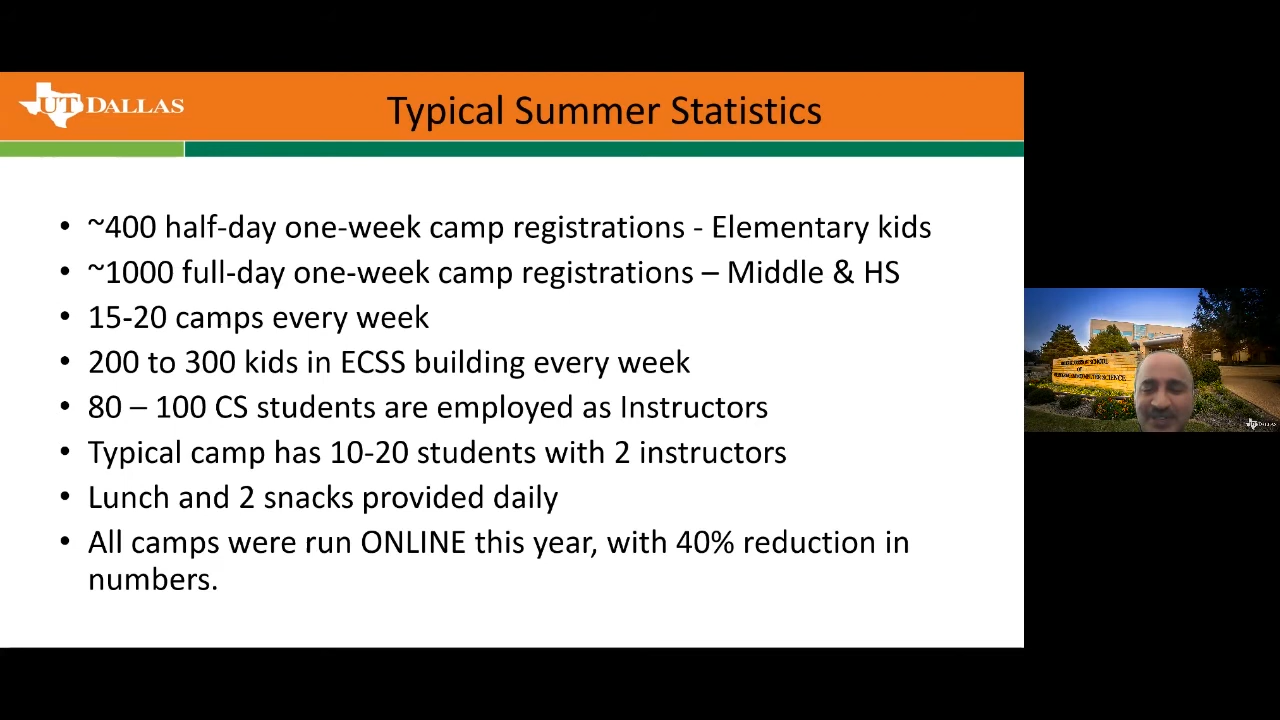 UT DALLAS
Typical Summer Statistics
• ~400 half-day one-week camp registrations - Elementary kids
• ~1000 full-day one-week camp registrations – Middle & HS
• 15-20 camps every week
• 200 to 300 kids in ECSS building every week
• 80 – 100 CS students are employed as Instructors
• Typical camp has 10-20 students with 2 instructors
• Lunch and 2 snacks provided daily
• All camps were run ONLINE this year, with 40% reduction in
numbers.